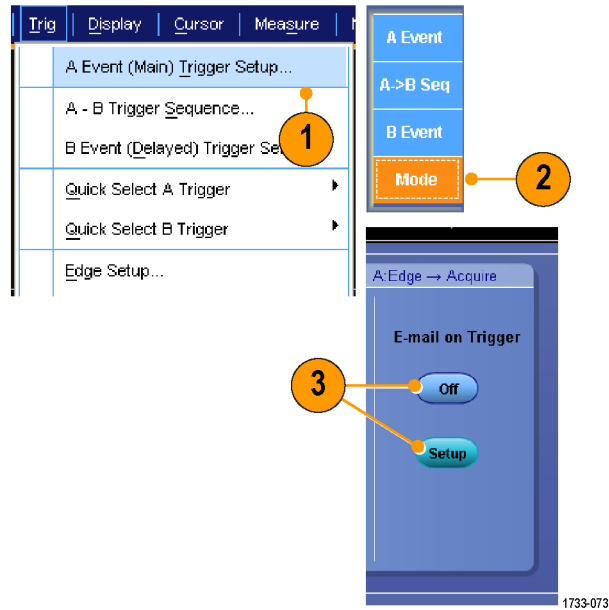 Trig Display Cursor Measure
A Event (Main) Trigger Setup...
A - B Trigger Sequence...
B Event (Delayed) Trigger Se
1
Quick Select A Trigger
Quick Select B Trigger
Edge Setup...
A Event
A->B Seq
B Event
Mode
2
A:Edge → Acquire
E-mail on Trigger
3
Off
Setup
1733-073